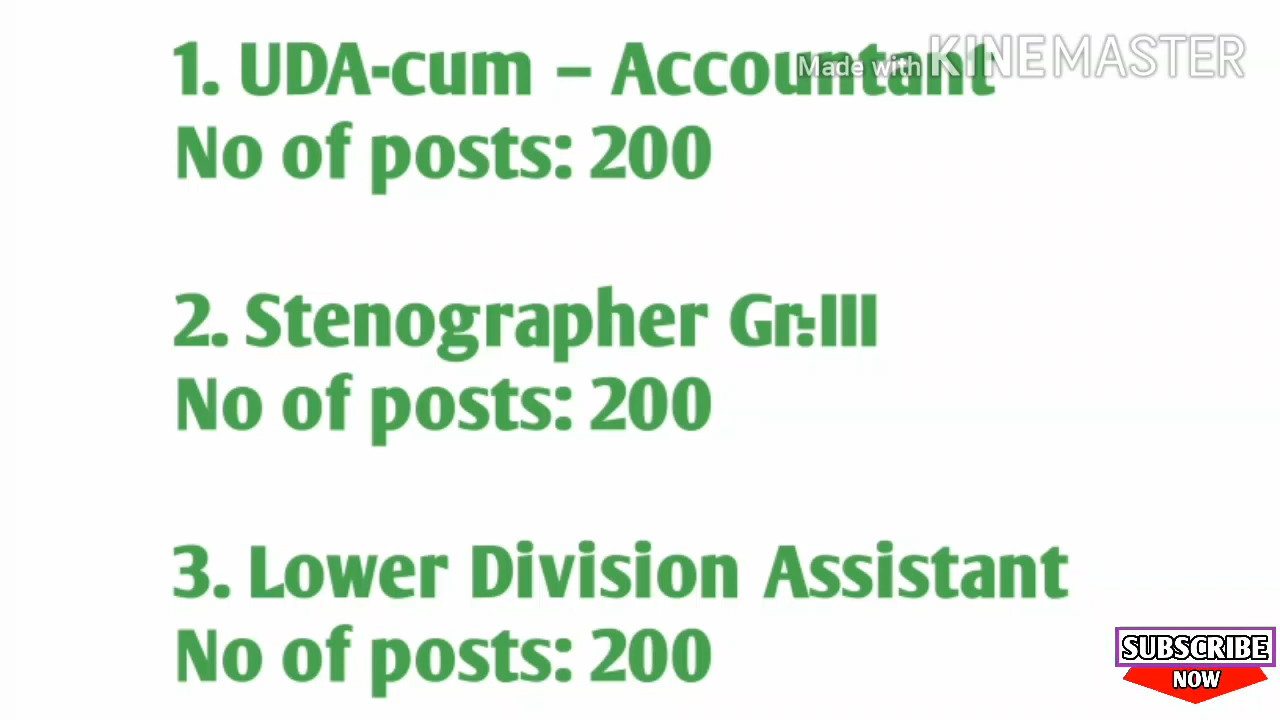 Made with KINEMASTER
1. UDA-cum – Accountant
No of posts: 200
2. Stenographer Gr.-III
No of posts: 200
3. Lower Division Assistant
No of posts: 200
SUBSCRIBE
NOW